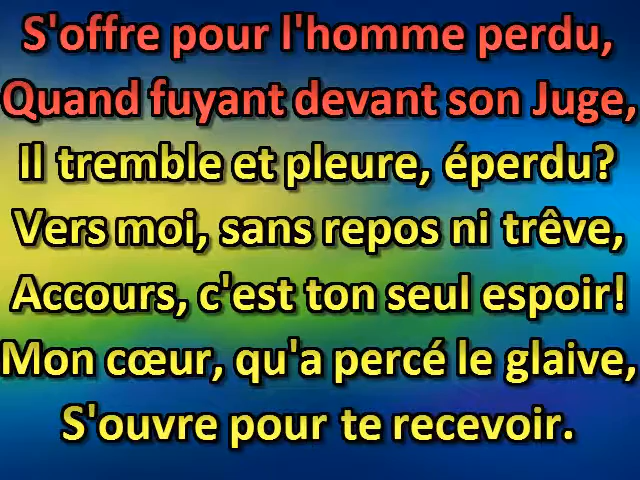 S'offre pour l'homme perdu,
Quand fuyant devant son Juge,
Il tremble et pleure, éperdu?
Vers moi, sans repos ni trêve,
Accours, c'est ton seul espoir!
Mon cœur, qu'a percé le glaive,
S'ouvre pour te recevoir.